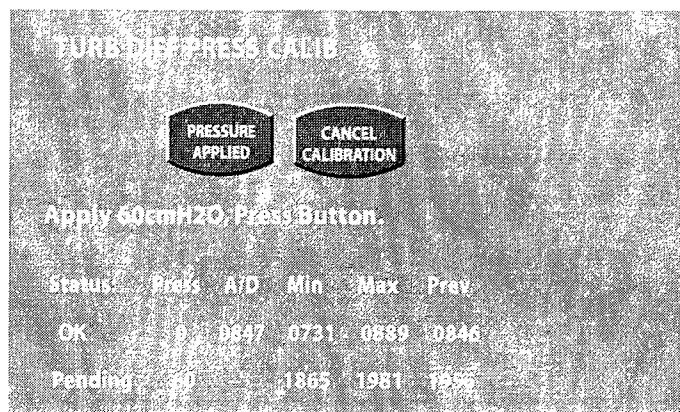 TURB DIFF PRESS CALIB
PRESSURE APPLIED
CANCEL CALIBRATION
Apply 60cmH2O, Press Button.
Status: Press A/D Min Max Prev
OK 0 0847 0731 0889 0846
Pending 60 1865 1981